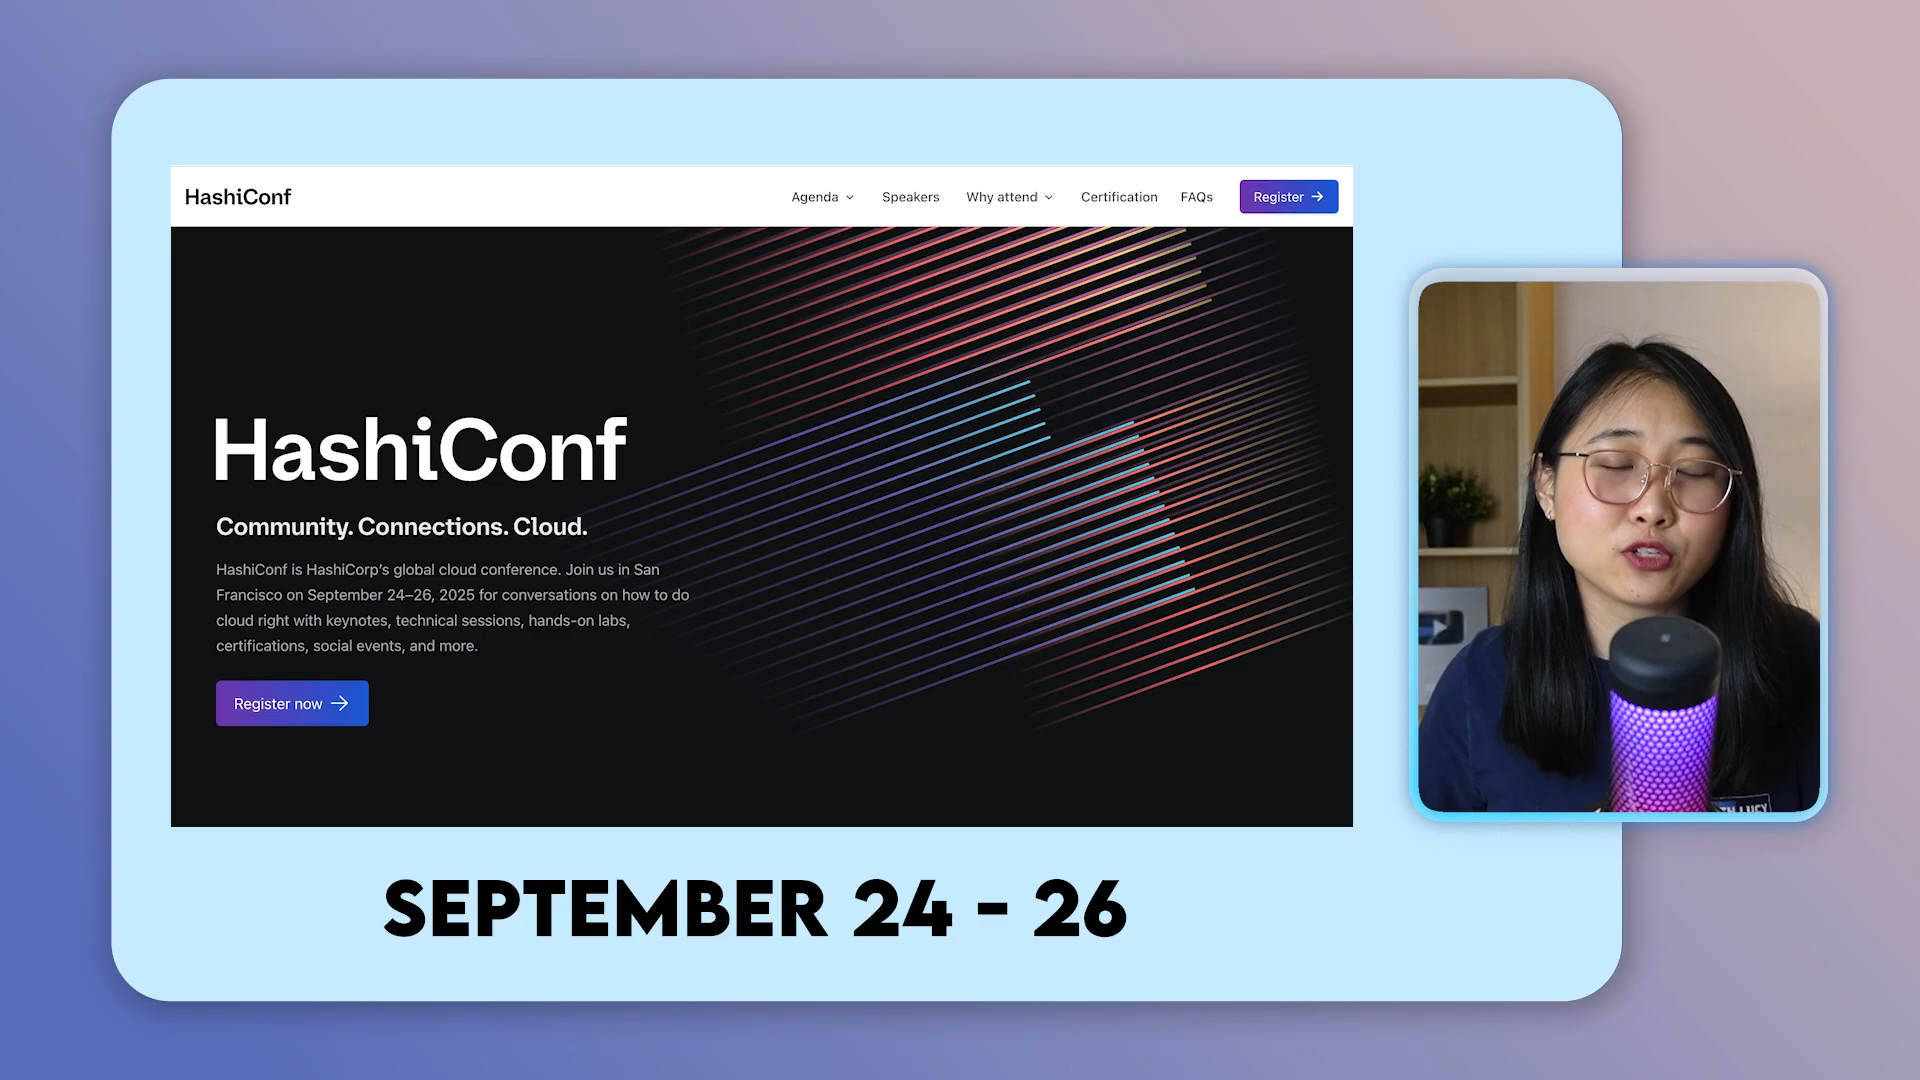 HashiConf
Agenda
Speakers
Why attend
Certification
FAQs
Register
HashiConf
Community. Connections. Cloud.
HashiConf is HashiCorp’s global cloud conference. Join us in San
Francisco on September 24–26, 2025 for conversations on how to do
cloud right with keynotes, technical sessions, hands-on labs,
certifications, social events, and more.
Register now
SEPTEMBER 24 - 26
LUCY